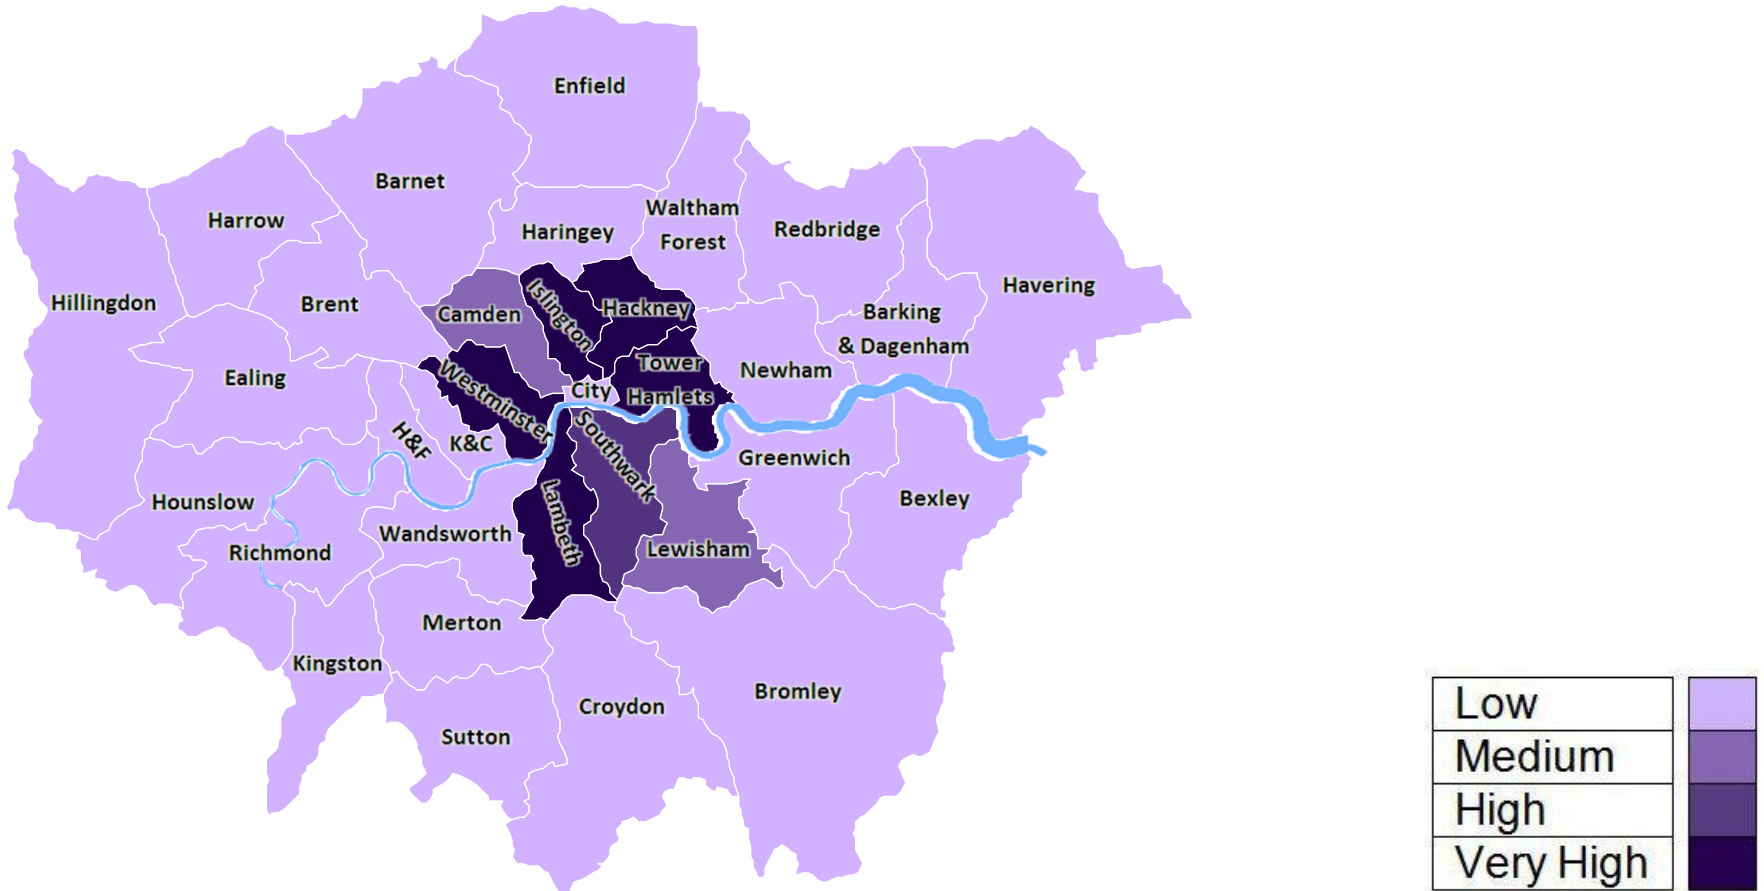 Enfield
Barnet
Harrow
Haringey
Waltham
Forest
Redbridge
Havering
Hillingdon
Brent
Camden
Islington
Hackney
Barking
& Dagenham
Ealing
Westminster
City
Tower
Hamlets
Newham
H&F
K&C
Southwark
Greenwich
Hounslow
Bexley
Richmond
Wandsworth
Lambeth
Lewisham
Merton
Kingston
Croydon
Bromley
Sutton
Low
Medium
High
Very High